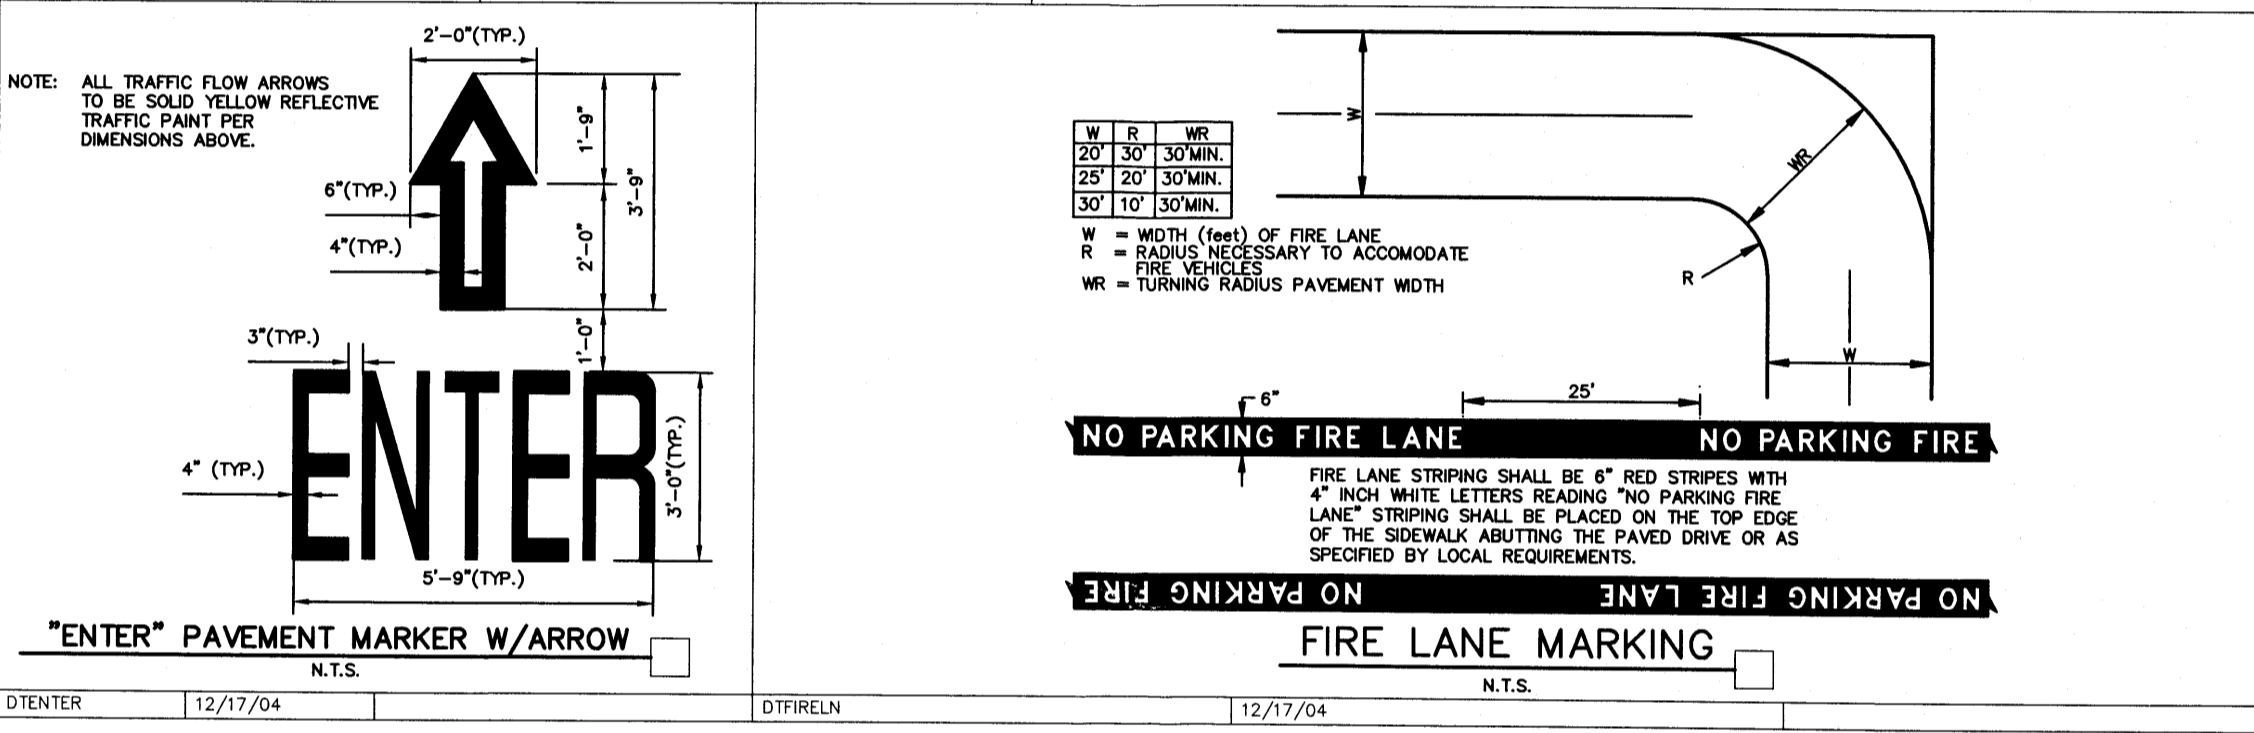 2'-0"(TYP.)
NOTE: ALL TRAFFIC FLOW ARROWS
TO BE SOLID YELLOW REFLECTIVE
TRAFFIC PAINT PER
DIMENSIONS ABOVE.
1'-9"
3'-9"
6"(TYP.)
4"(TYP.)
2'-0"
1'-0"
3"(TYP.)
ENTER
4" (TYP.)
3'-0"(TYP.)
5'-9"(TYP.)
"ENTER" PAVEMENT MARKER W/ARROW
N.T.S.
DTENTER 12/17/04
W
WR
W R WR
20' 30' 30'MIN.
25' 20' 30'MIN.
30' 10' 30'MIN.
W = WIDTH (feet) OF FIRE LANE
R = RADIUS NECESSARY TO ACCOMODATE
FIRE VEHICLES
WR = TURNING RADIUS PAVEMENT WIDTH
R
W
6"
25'
NO PARKING FIRE LANE NO PARKING FIRE
FIRE LANE STRIPING SHALL BE 6" RED STRIPES WITH
4" INCH WHITE LETTERS READING "NO PARKING FIRE
LANE" STRIPING SHALL BE PLACED ON THE TOP EDGE
OF THE SIDEWALK ABUTTING THE PAVED DRIVE OR AS
SPECIFIED BY LOCAL REQUIREMENTS.
NO PARKING FIRE LANE NO PARKING FIRE
FIRE LANE MARKING
N.T.S.
DTFIRELN 12/17/04